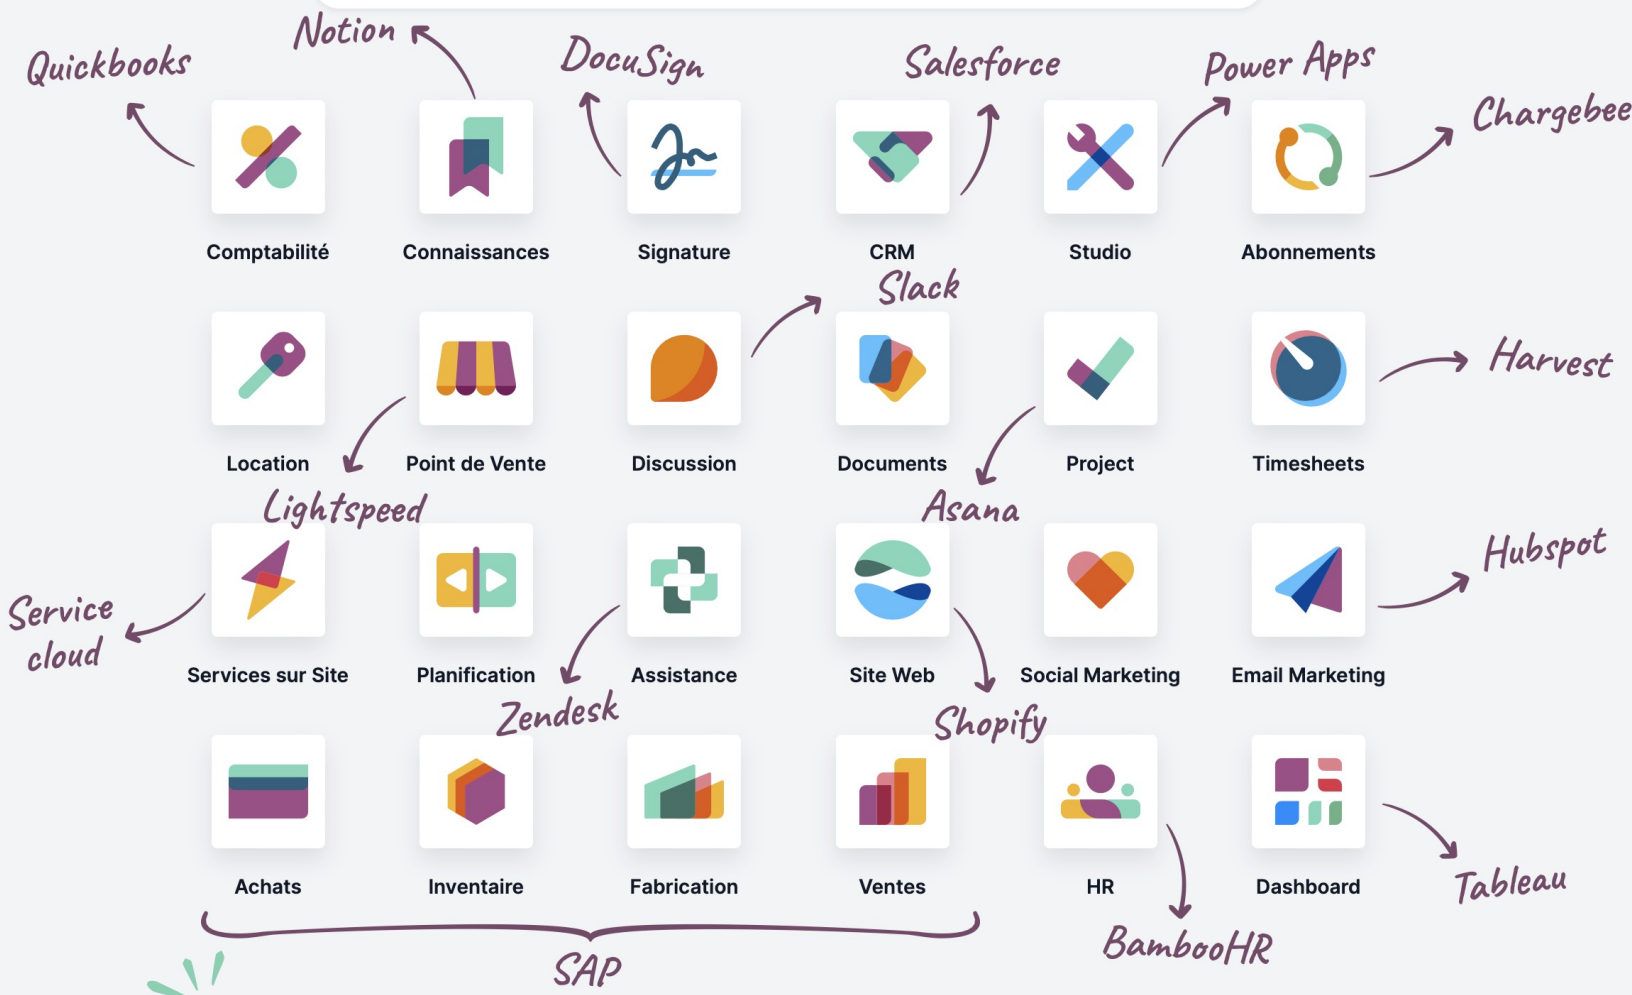 Quickbooks
Notion
DocuSign
Salesforce
Power Apps
Chargebee
Comptabilité
Connaissances
Signature
CRM
Studio
Abonnements
Slack
Harvest
Location
Point de Vente
Discussion
Documents
Project
Timesheets
Lightspeed
Asana
Hubspot
Service
cloud
Services sur Site
Planification
Assistance
Site Web
Social Marketing
Email Marketing
Zendesk
Shopify
Achats
Inventaire
Fabrication
Ventes
HR
Dashboard
Tableau
BambooHR
SAP